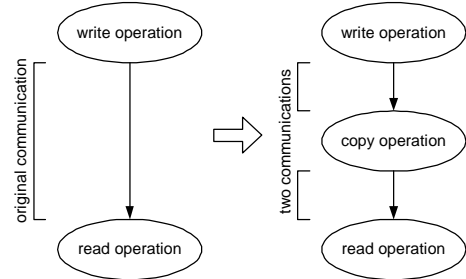 write operation
original communication
read operation
write operation
two communications
copy operation
read operation